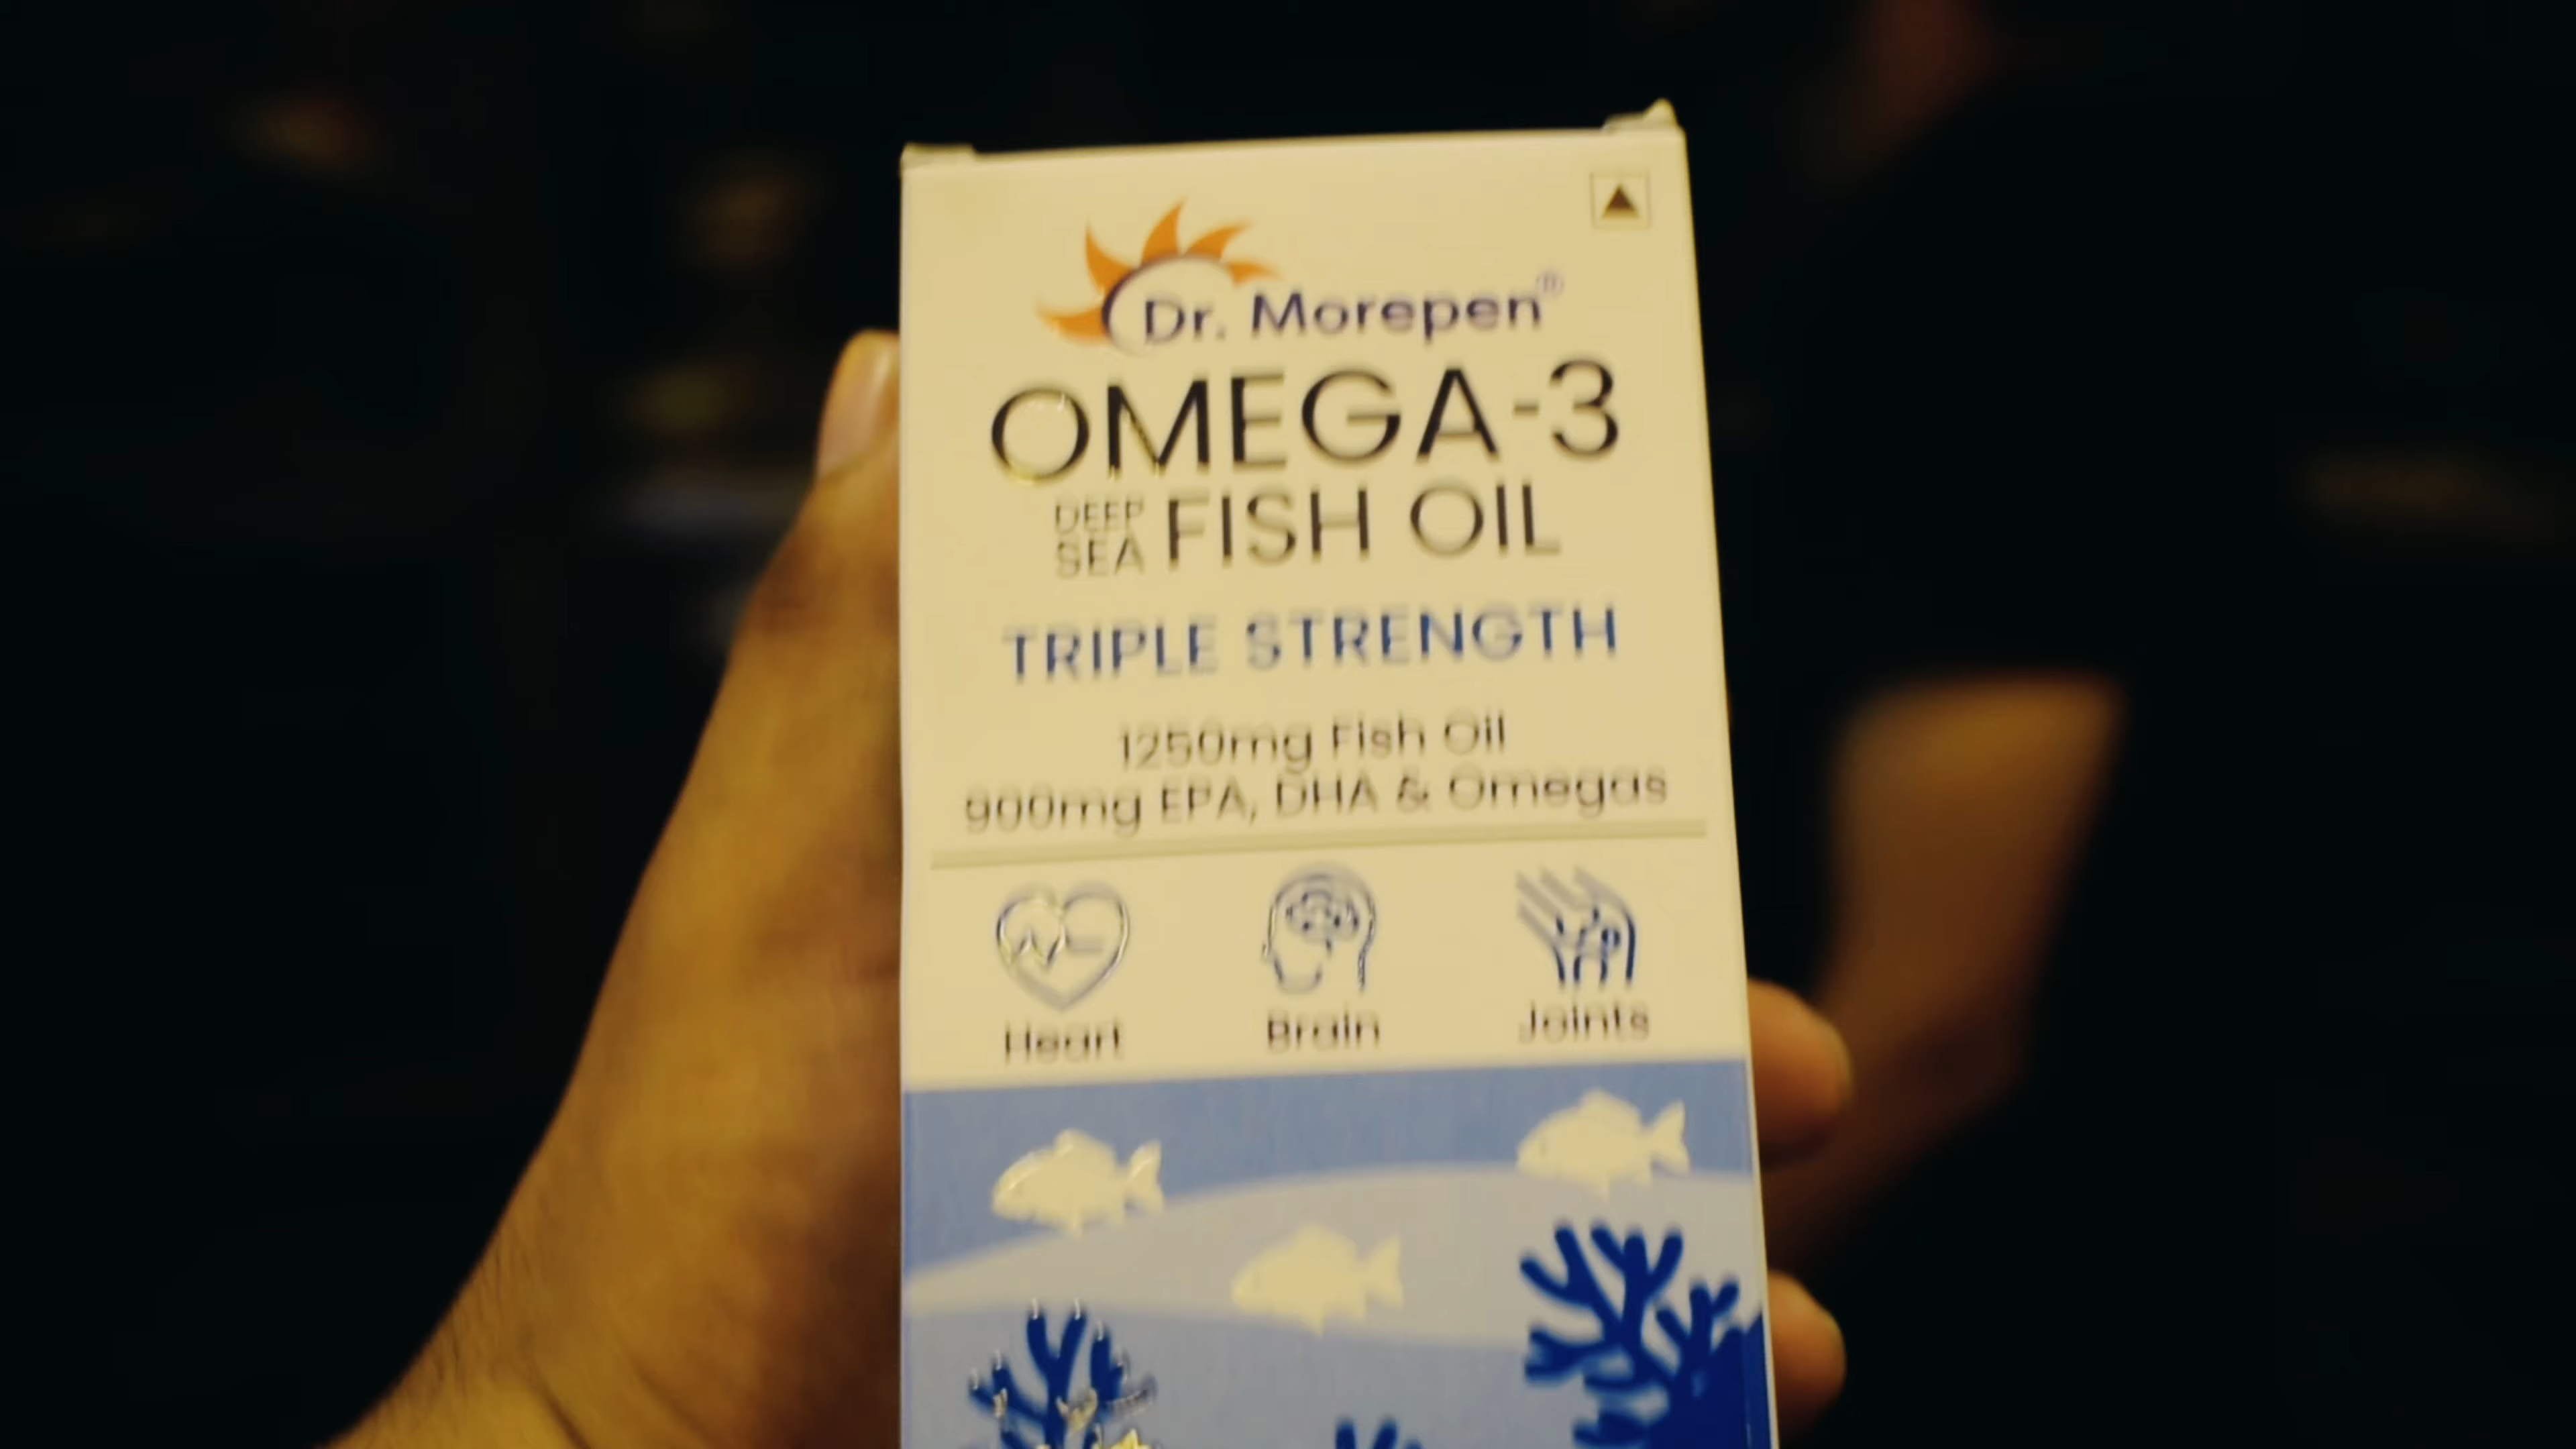 Dr. Morepen®
OMEGA-3
DEEP
SEA FISH OIL
TRIPLE STRENGTH
1250mg Fish Oil
900mg EPA, DHA & Omegas
Heart Brain Joints